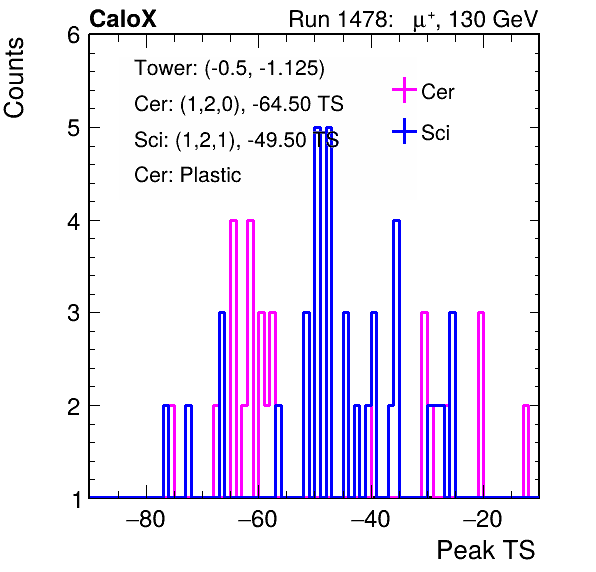 CaloX Run 1478: μ⁺, 130 GeV
Counts
Tower: (-0.5, -1.125)
Cer: (1,2,0), -64.50 TS
Sci: (1,2,1), -49.50 TS
Cer: Plastic
Cer
Sci
6
5
4
3
2
1
−80 −60 −40 −20
Peak TS